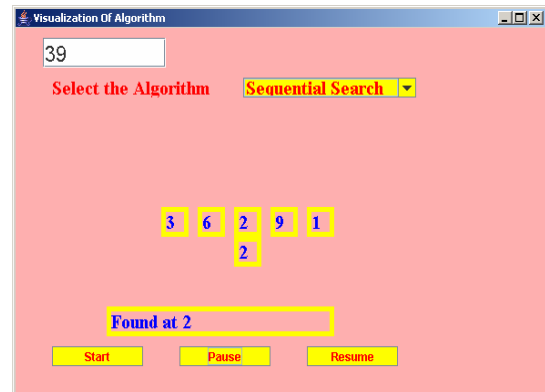 Visualization Of Algorithm
39
Select the Algorithm Sequential Search
3 6 2 9 1
2
Found at 2
Start Pause Resume